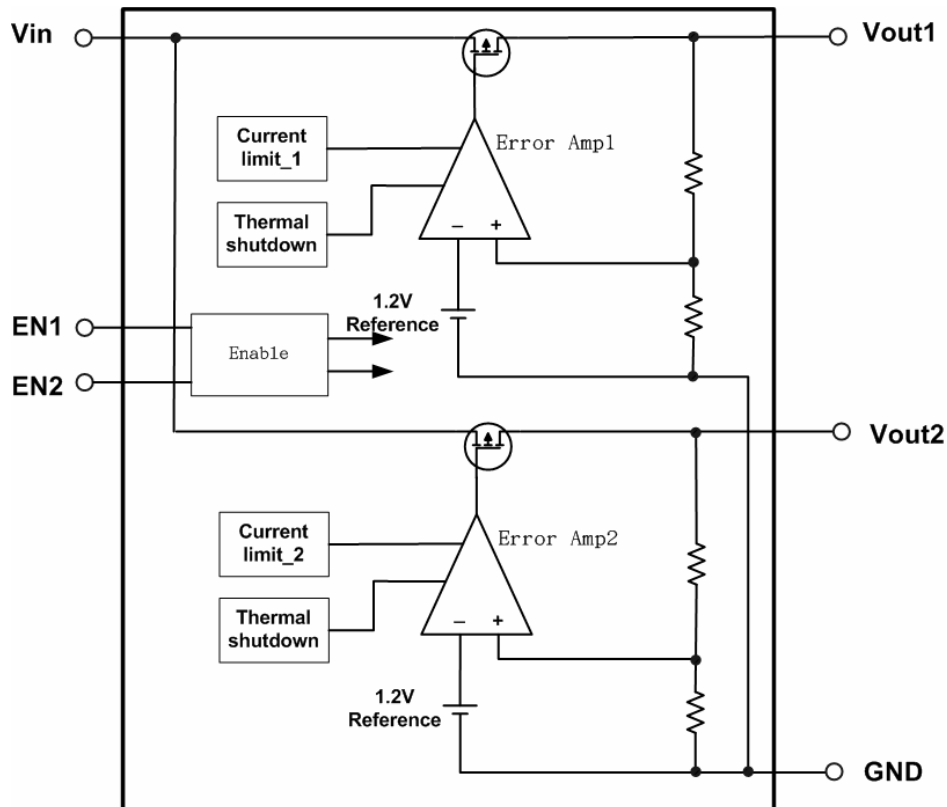 Vin
Vout1
Current
limit_1
Error Amp1
Thermal
shutdown
– +
1.2V
Reference
EN1
Enable
EN2
Vout2
Current
limit_2
Error Amp2
Thermal
shutdown
– +
1.2V
Reference
GND